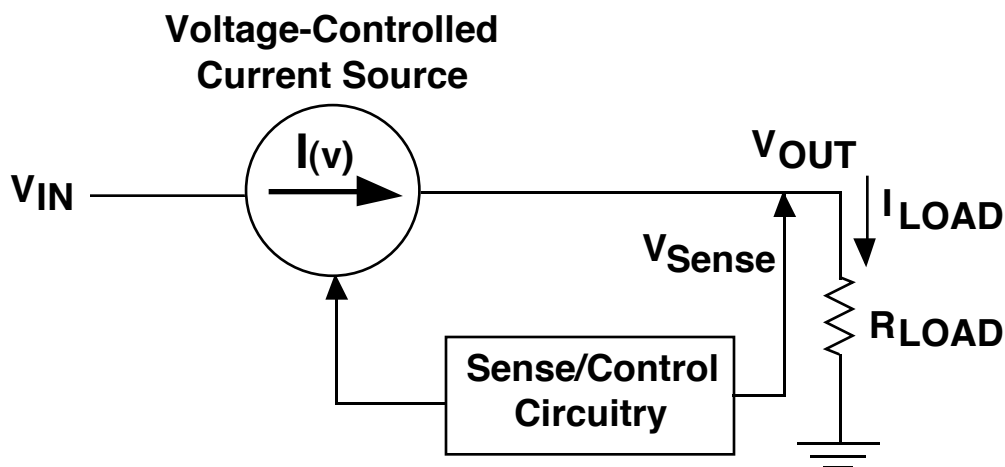 Voltage-Controlled
Current Source
I(v)
VIN
VOUT
ILOAD
VSense
RLOAD
Sense/Control
Circuitry